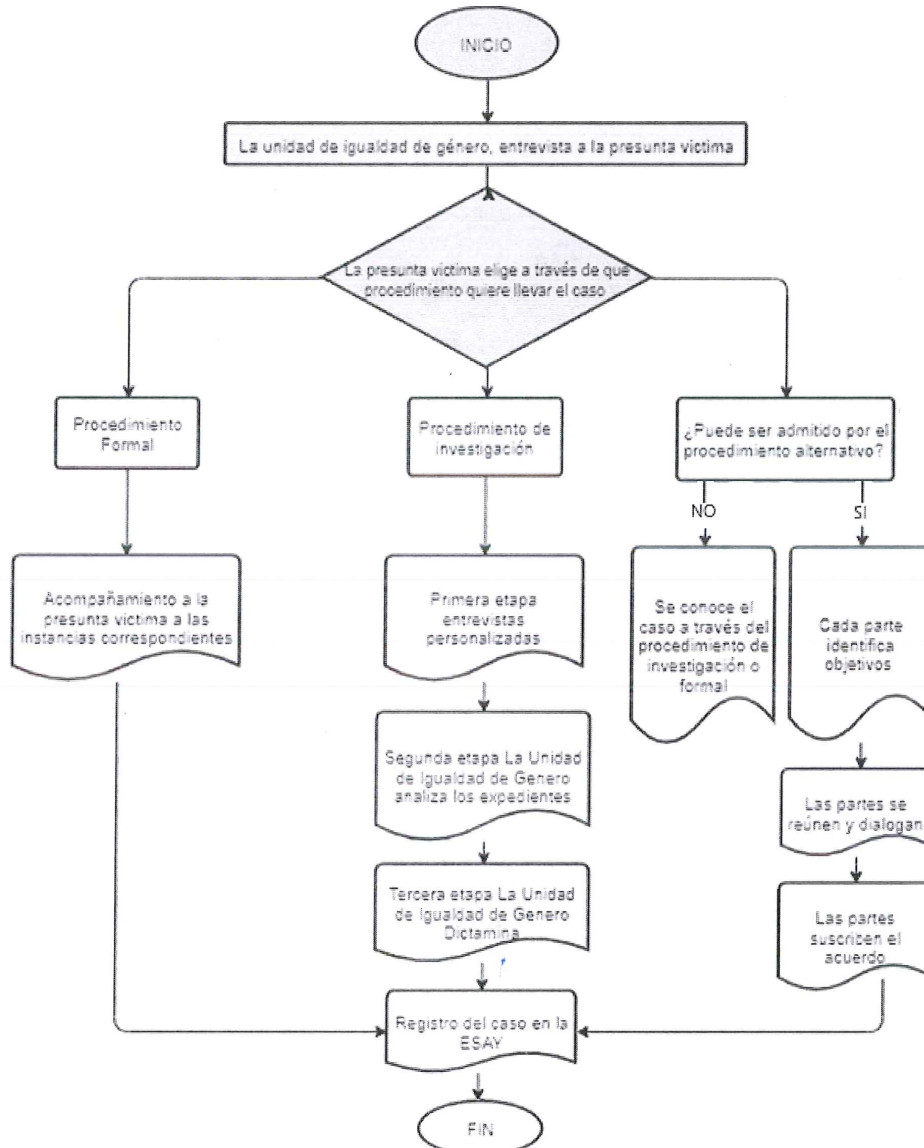 INICIO
La unidad de igualdad de género, entrevista a la presunta victima
La presunta victima elige a través de que
procedimiento quiere llevar el caso
Procedimiento
Formal
Procedimiento de
investigación
¿Puede ser admitido por el
procedimiento alternativo?
NO
SI
Acompañamiento a la
presunta victima a las
instancias correspondientes
Primera etapa
entrevistas
personalizadas
Se conoce el
caso a través del
procedimiento de
investigación o
formal
Cada parte
identifica
objetivos
Segunda etapa La Unidad
de Igualdad de Genero
analiza los expedientes
Las partes se
reúnen y dialogan
Tercera etapa La Unidad
de Igualdad de Genero
Dictamina
Las partes
suscriben el
acuerdo
Registro del caso en la
ESAY
FIN